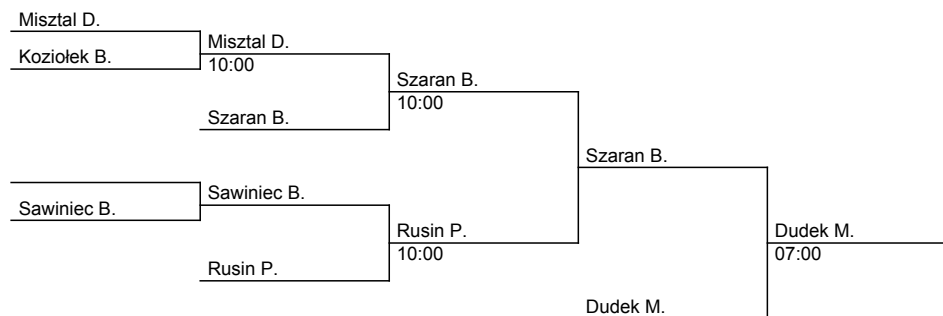 Misztal D.
Koziołek B.
Misztal D.
10:00
Szaran B.
Szaran B.
10:00
Sawiniec B.
Sawiniec B.
Rusin P.
Rusin P.
10:00
Szaran B.
Dudek M.
Dudek M.
07:00